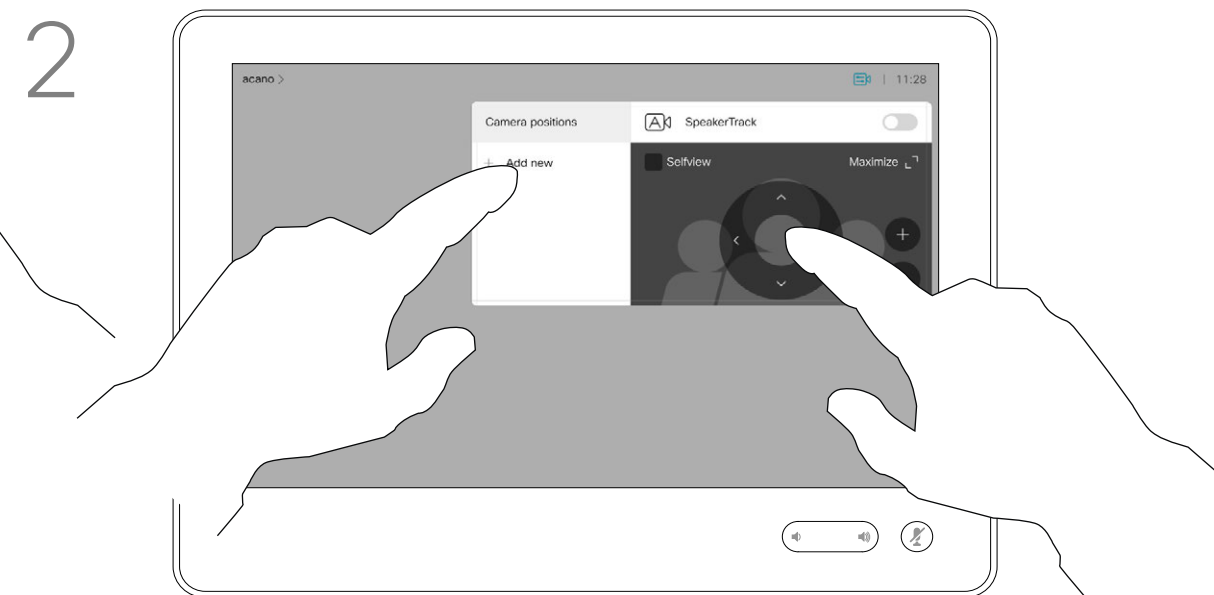 2
acano >
11:28
Camera positions
SpeakerTrack
Add new
Selfview
Maximize